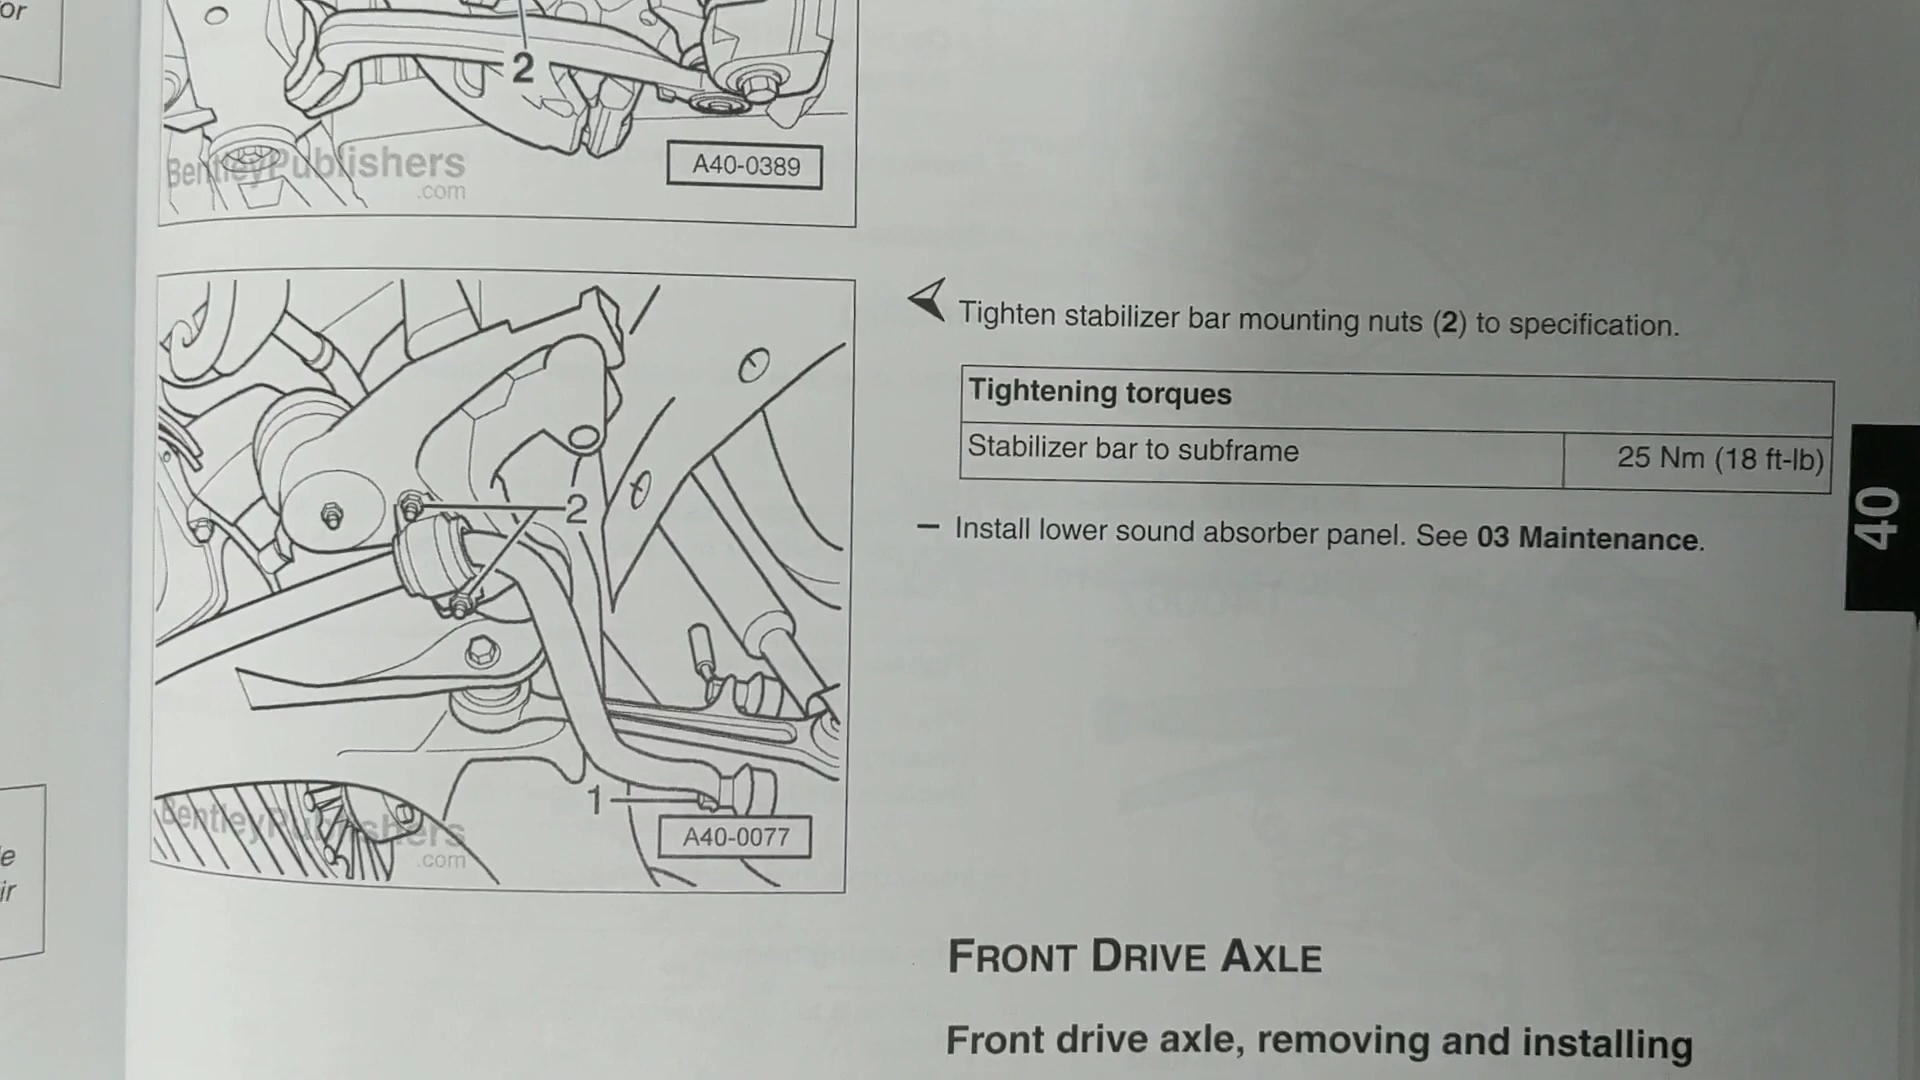 or
2
BentleyPublishers
.com
A40-0389
Tighten stabilizer bar mounting nuts (2) to specification.
Tightening torques
Stabilizer bar to subframe 25 Nm (18 ft-lb)
– Install lower sound absorber panel. See 03 Maintenance.
40
2
1
BentleyPublishers
.com
A40-0077
e
ir
FRONT DRIVE AXLE
Front drive axle, removing and installing